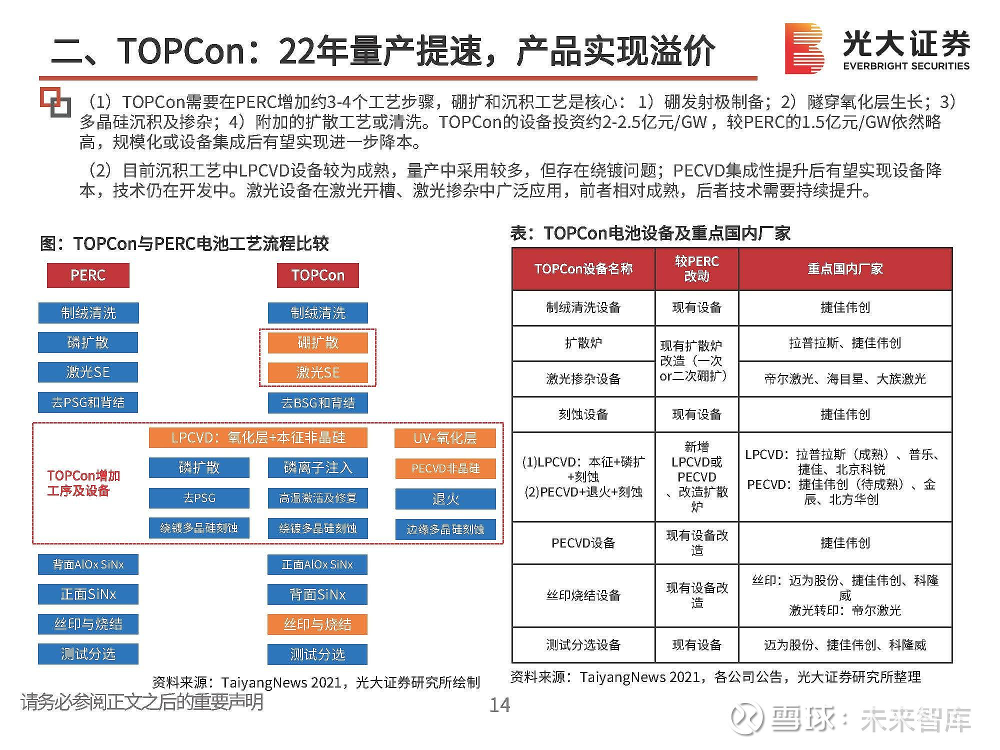 二、TOPCon：22年量产提速，产品实现溢价
光大证券
EVERBRIGHT SECURITIES
（1）TOPCon需要在PERC增加约3-4个工艺步骤，硼扩和沉积工艺是核心： 1）硼发射极制备；2）隧穿氧化层生长；3）
多晶硅沉积及掺杂；4）附加的扩散工艺或清洗。TOPCon的设备投资约2-2.5亿元/GW ，较PERC的1.5亿元/GW依然略
高，规模化或设备集成后有望实现进一步降本。
（2）目前沉积工艺中LPCVD设备较为成熟，量产中采用较多，但存在绕镀问题；PECVD集成性提升后有望实现设备降
本，技术仍在开发中。激光设备在激光开槽、激光掺杂中广泛应用，前者相对成熟，后者技术需要持续提升。
图：TOPCon与PERC电池工艺流程比较
PERC
TOPCon
制绒清洗
制绒清洗
磷扩散
硼扩散
激光SE
激光SE
去PSG和背结
去BSG和背结
TOPCon增加
工序及设备
LPCVD：氧化层+本征非晶硅
UV-氧化层
磷扩散
磷离子注入
PECVD非晶硅
去PSG
高温激活及修复
退火
绕镀多晶硅刻蚀
绕镀多晶硅刻蚀
边缘多晶硅刻蚀
背面AlOx SiNx
正面AlOx SiNx
正面SiNx
背面SiNx
丝印与烧结
丝印与烧结
测试分选
测试分选
资料来源：TaiyangNews 2021，光大证券研究所绘制
表：TOPCon电池设备及重点国内厂家
TOPCon设备名称
较PERC
改动
重点国内厂家
制绒清洗设备
现有设备
捷佳伟创
扩散炉
现有扩散炉
改造（一次
or二次硼扩）
拉普拉斯、捷佳伟创
激光掺杂设备
帝尔激光、海目星、大族激光
刻蚀设备
现有设备
捷佳伟创
(1)LPCVD：本征+磷扩
+刻蚀
(2)PECVD+退火+刻蚀
新增
LPCVD或
PECVD
、改造扩散
炉
LPCVD：拉普拉斯（成熟）、普乐、
捷佳、北京科锐
PECVD：捷佳伟创（待成熟）、金
辰、北方华创
PECVD设备
现有设备改
造
捷佳伟创
丝印烧结设备
现有设备改
造
丝印：迈为股份、捷佳伟创、科隆
威
激光转印：帝尔激光
测试分选设备
现有设备
迈为股份、捷佳伟创、科隆威
资料来源：TaiyangNews 2021，各公司公告，光大证券研究所整理
请务必参阅正文之后的重要声明
14
雪球：未来智库